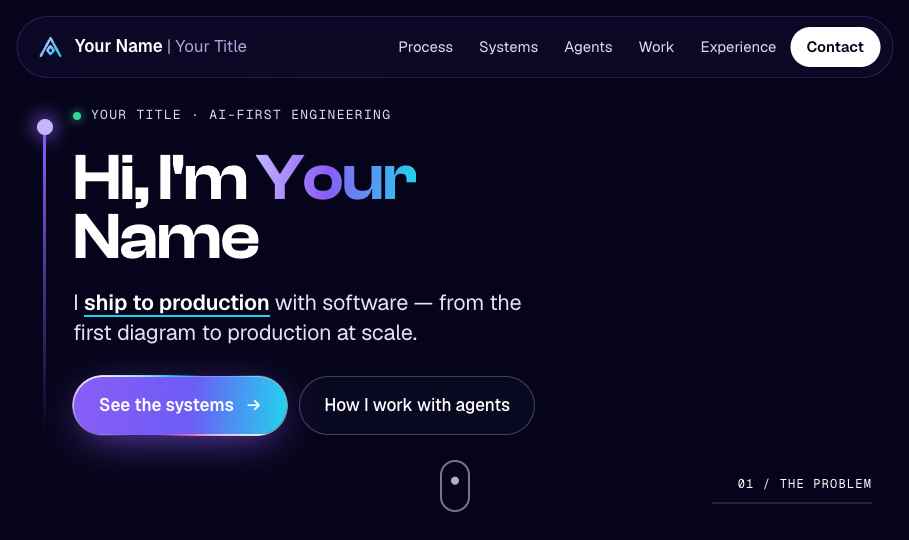 Your Name | Your Title
Process
Systems
Agents
Work
Experience
Contact
YOUR TITLE · AI-FIRST ENGINEERING
Hi, I'm Your
Name
I ship to production with software — from the
first diagram to production at scale.
See the systems →
How I work with agents
01 / THE PROBLEM